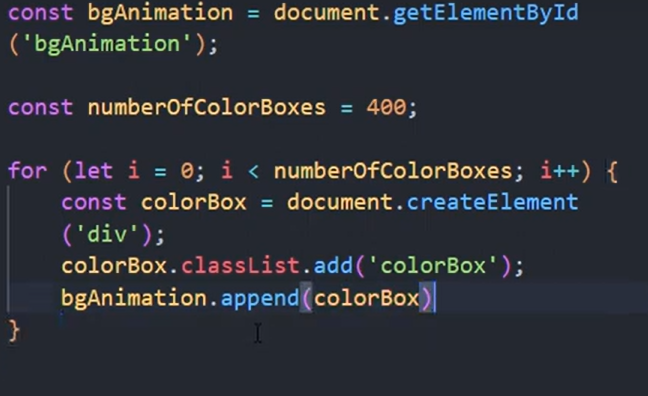 const bgAnimation = document.getElementById
('bgAnimation');
const numberOfColorBoxes = 400;
for (let i = 0; i < numberOfColorBoxes; i++) {
const colorBox = document.createElement
('div');
colorBox.classList.add('colorBox');
bgAnimation.append(colorBox)
}